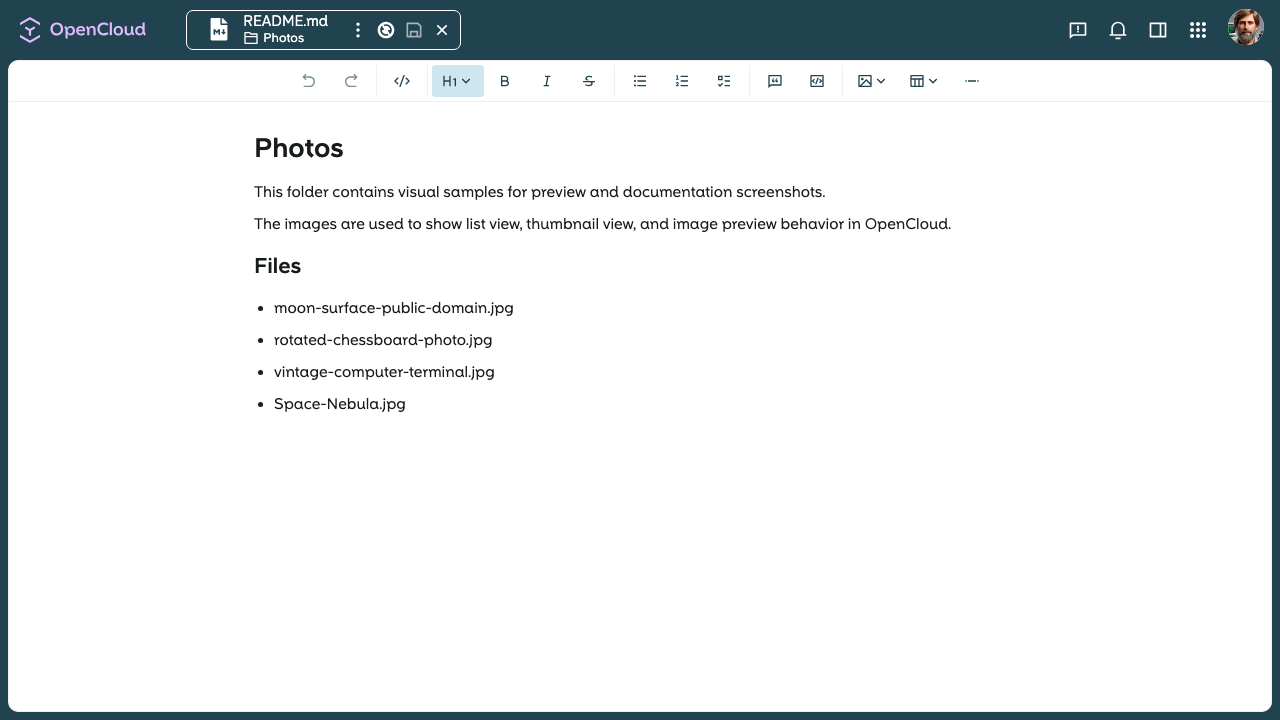 OpenCloud
README.md
Photos
H1
B
I
S
Photos
This folder contains visual samples for preview and documentation screenshots.
The images are used to show list view, thumbnail view, and image preview behavior in OpenCloud.
Files
moon-surface-public-domain.jpg
rotated-chessboard-photo.jpg
vintage-computer-terminal.jpg
Space-Nebula.jpg